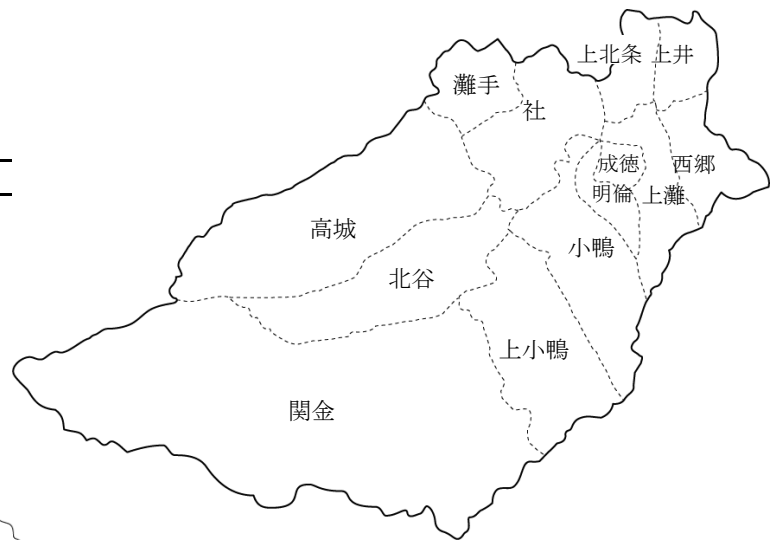 上北条
上井
灘手
社
成徳
西郷
明倫
上灘
高城
小鴨
北谷
上小鴨
関金